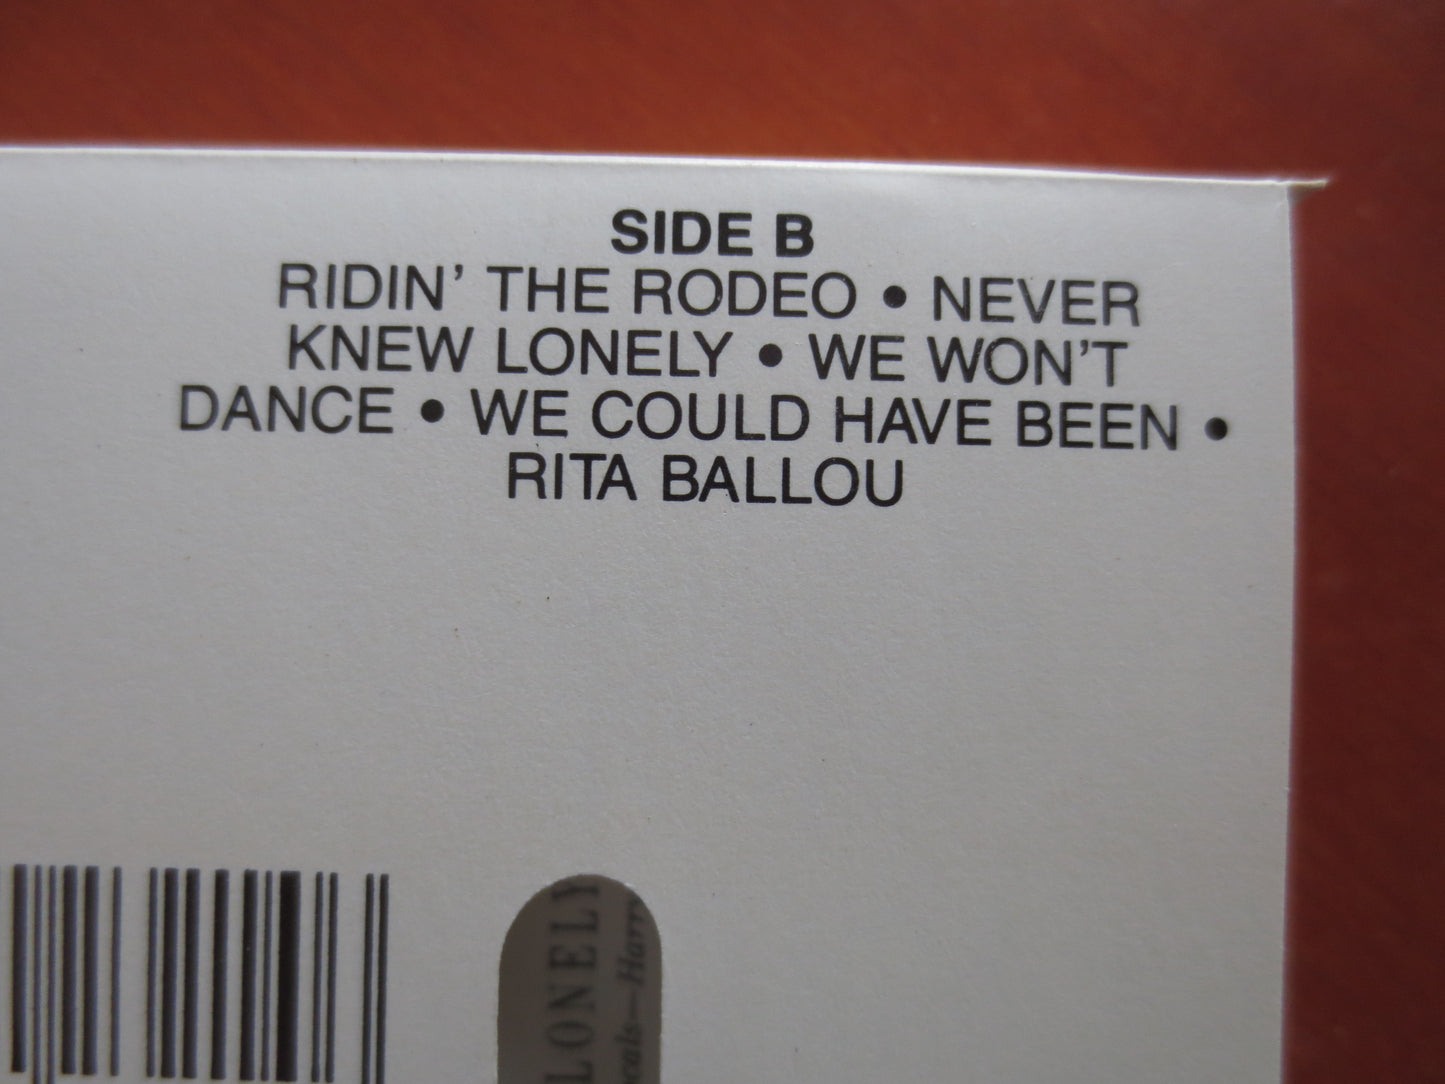 SIDE B
RIDIN' THE RODEO • NEVER
KNEW LONELY • WE WON'T
DANCE • WE COULD HAVE BEEN •
RITA BALLOU
LONELY